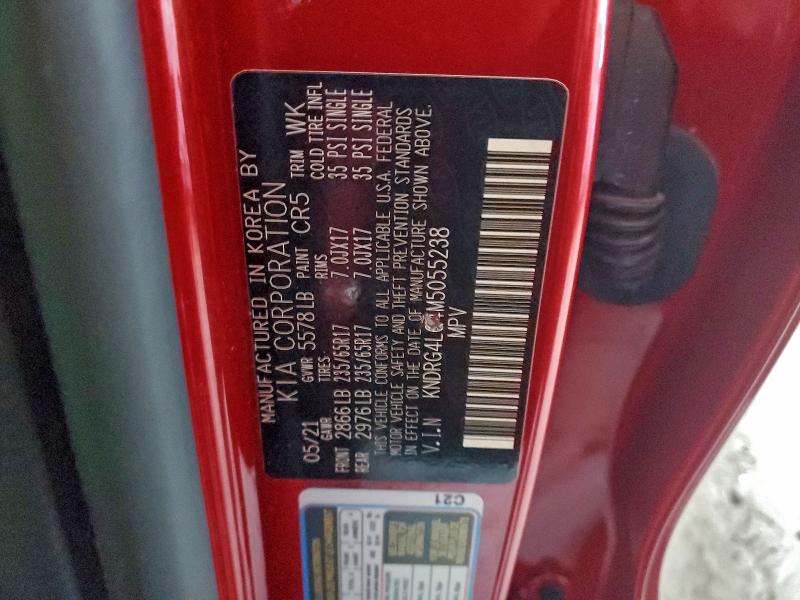 MANUFACTURED IN KOREA BY
KIA CORPORATION
05/21 GVWR 5578LB PAINT CR5 TRIM WK
GAWR TIRES RIMS COLD TIRE INFL
FRONT 2866LB 235/65R17 7.0JX17 35 PSI SINGLE
REAR 2976LB 235/65R17 7.0JX17 35 PSI SINGLE
THIS VEHICLE CONFORMS TO ALL APPLICABLE U.S.A. FEDERAL
MOTOR VEHICLE SAFETY AND THEFT PREVENTION STANDARDS
IN EFFECT ON THE DATE OF MANUFACTURE SHOWN ABOVE.
V.I.N
MPV
C21